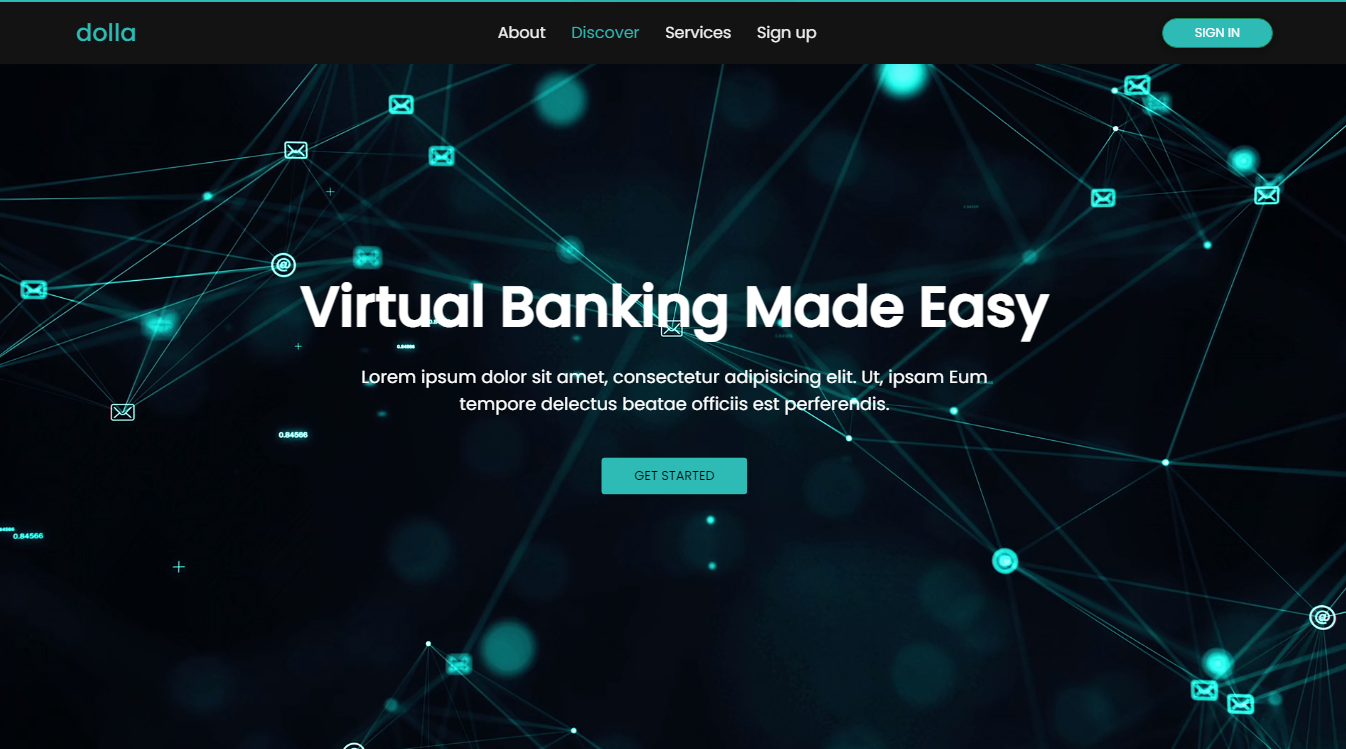 dolla
About Discover Services Sign up
SIGN IN
Virtual Banking Made Easy
Lorem ipsum dolor sit amet, consectetur adipisicing elit. Ut, ipsam Eum
tempore delectus beatae officiis est perferendis.
0.84566
GET STARTED
0.84566